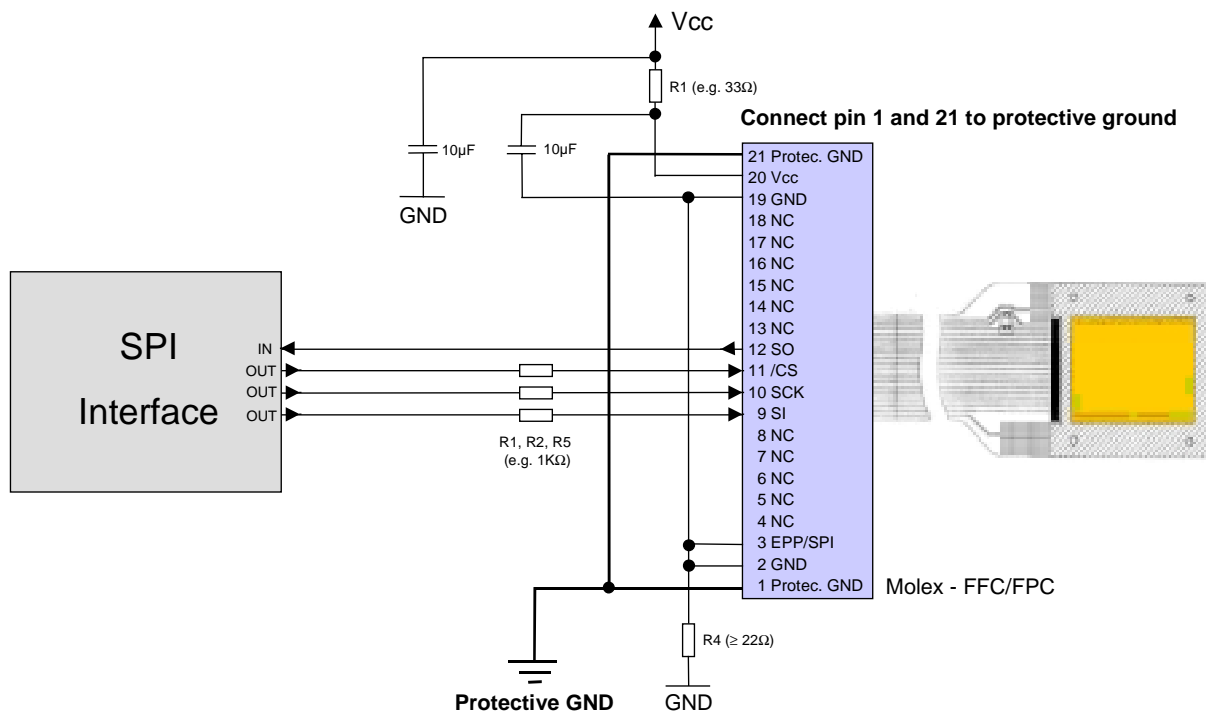 Vcc
R1 (e.g. 33Ω)
Connect pin 1 and 21 to protective ground
10µF
10µF
GND
21 Protec. GND
20 Vcc
19 GND
18 NC
17 NC
16 NC
15 NC
14 NC
13 NC
12 SO
11 /CS
10 SCK
9 SI
8 NC
7 NC
6 NC
5 NC
4 NC
3 EPP/SPI
2 GND
1 Protec. GND
SPI
Interface
IN
OUT
OUT
OUT
R1, R2, R5
(e.g. 1KΩ)
Molex - FFC/FPC
R4 (≥ 22Ω)
Protective GND
GND